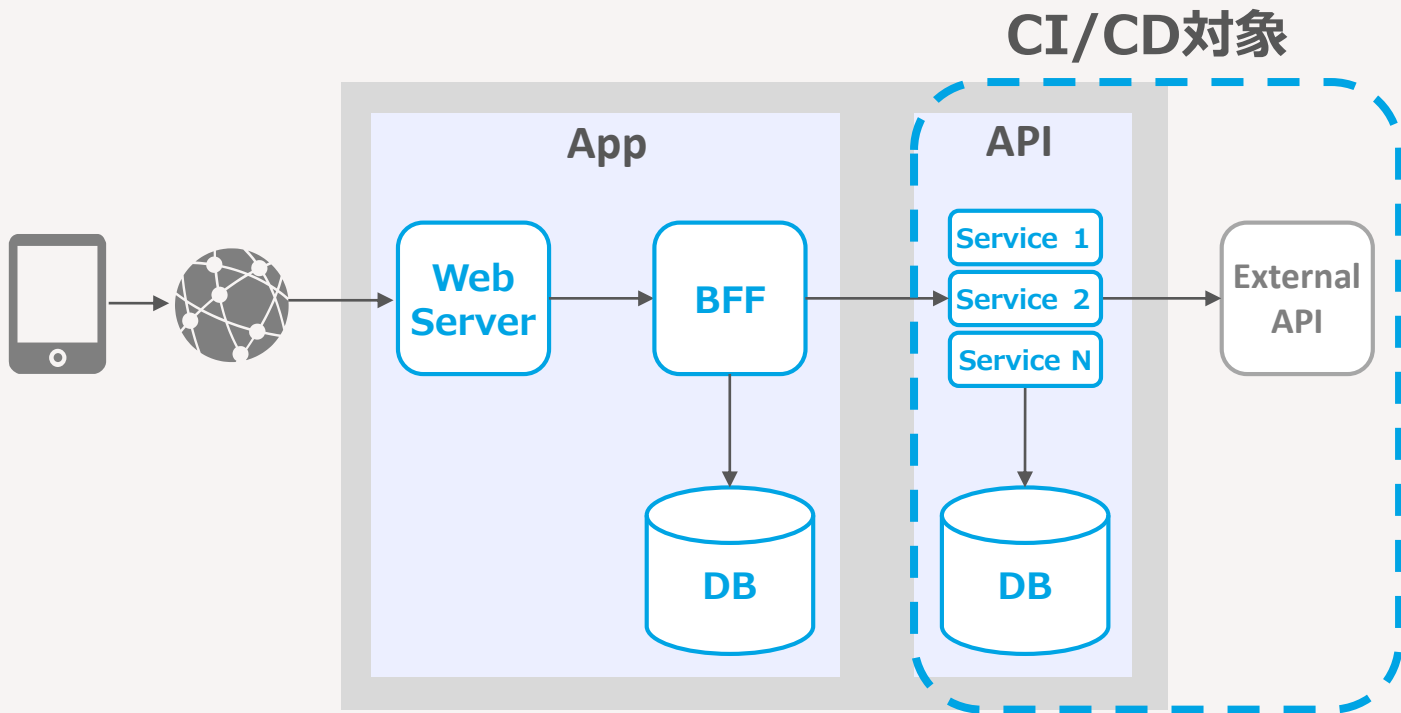 CI/CD対象
App
API
Web
Server
BFF
Service 1
Service 2
Service N
External
API
DB
DB